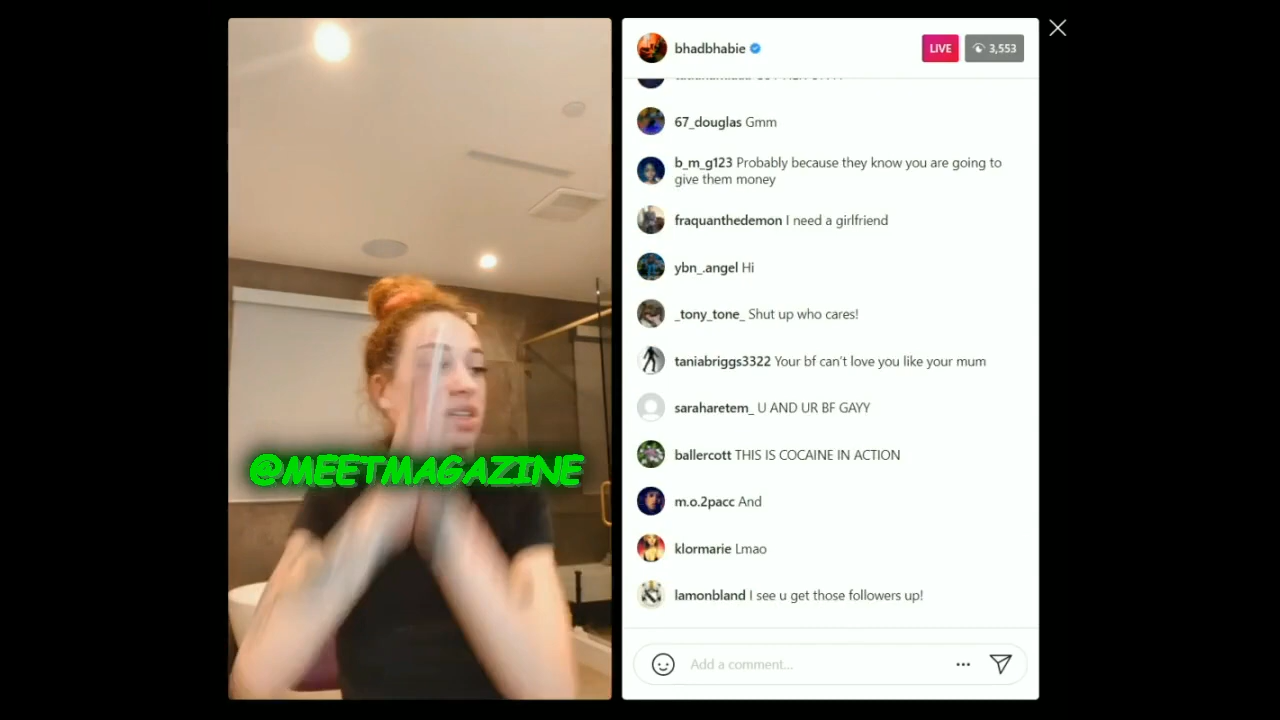 bhadbhabie
LIVE
3,553
67_douglas Gmm
b_m_g123 Probably because they know you are going to
give them money
fraquanthedemon I need a girlfriend
ybn_.angel Hi
_tony_tone_ Shut up who cares!
taniabriggs3322 Your bf can't love you like your mum
saraharetem_ U AND UR BF GAYY
ballercott THIS IS COCAINE IN ACTION
m.o.2pacc And
klormarie Lmao
lamonbland I see u get those followers up!
Add a comment...
@MEETMAGAZINE